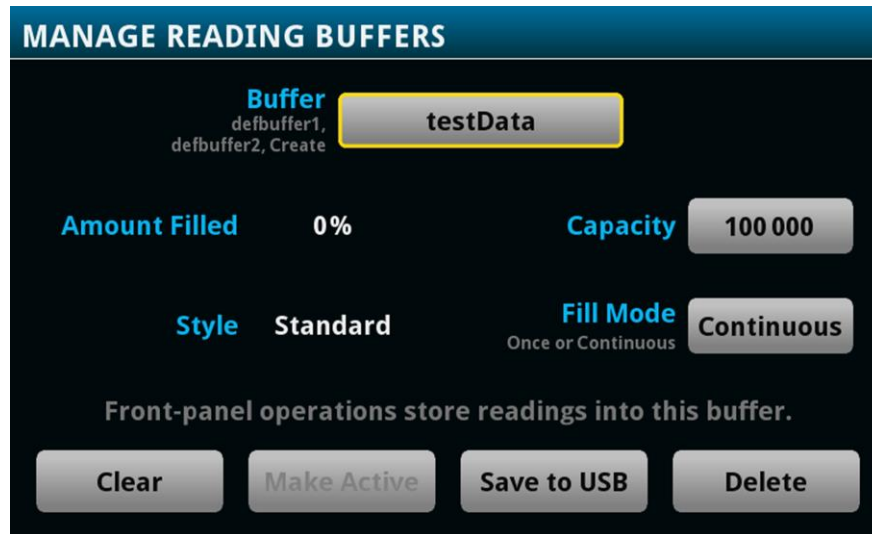 MANAGE READING BUFFERS
Buffer
defbuffer1,
defbuffer2, Create
testData
Amount Filled 0%
Capacity 100 000
Style Standard
Fill Mode
Once or Continuous
Continuous
Front-panel operations store readings into this buffer.
Clear Make Active Save to USB Delete